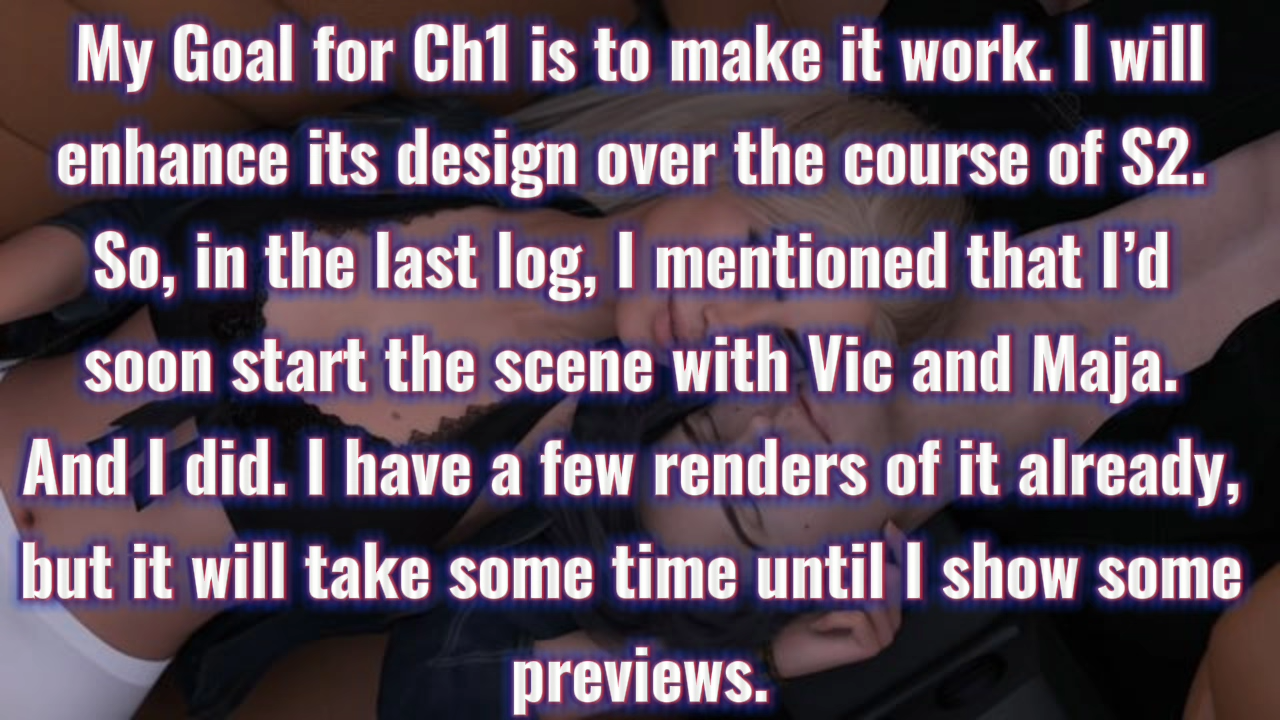 My Goal for Ch1 is to make it work. I will
enhance its design over the course of S2.
So, in the last log, I mentioned that I’d
soon start the scene with Vic and Maja.
And I did. I have a few renders of it already,
but it will take some time until I show some
previews.